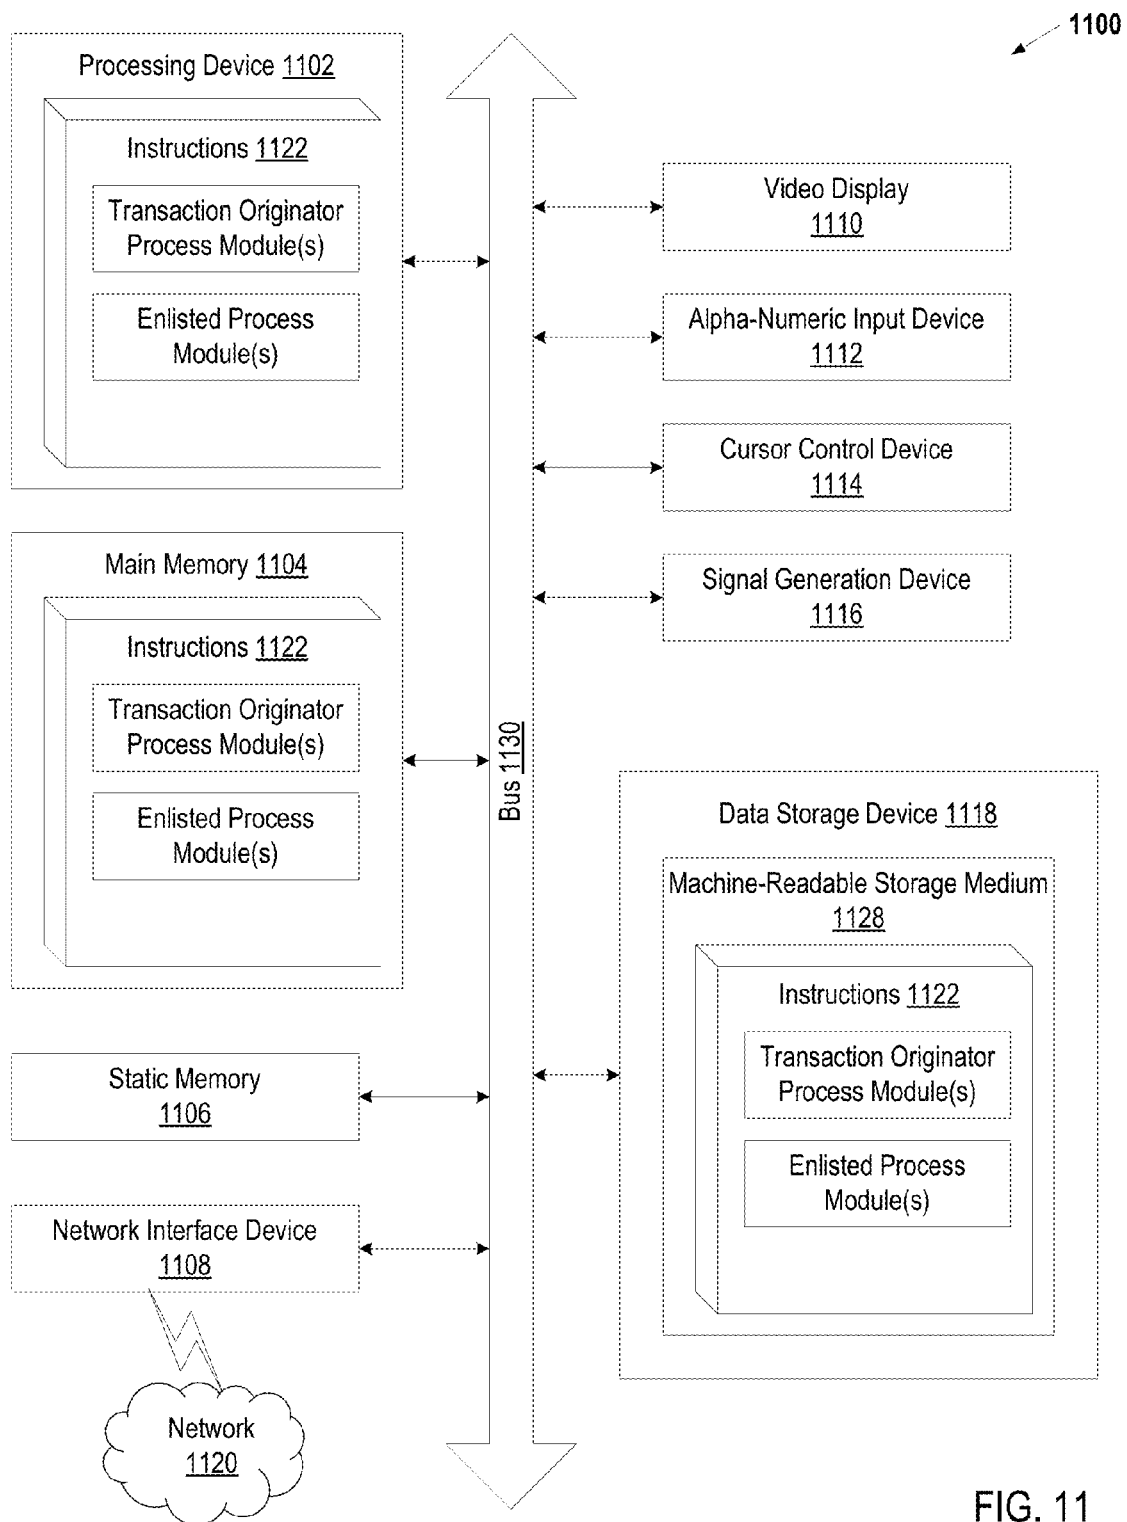 1100
Processing Device 1102
Instructions 1122
Transaction Originator
Process Module(s)
Enlisted Process
Module(s)
Main Memory 1104
Instructions 1122
Transaction Originator
Process Module(s)
Enlisted Process
Module(s)
Static Memory
1106
Network Interface Device
1108
Network
1120
Bus 1130
Video Display
1110
Alpha-Numeric Input Device
1112
Cursor Control Device
1114
Signal Generation Device
1116
Data Storage Device 1118
Machine-Readable Storage Medium
1128
Instructions 1122
Transaction Originator
Process Module(s)
Enlisted Process
Module(s)
FIG. 11